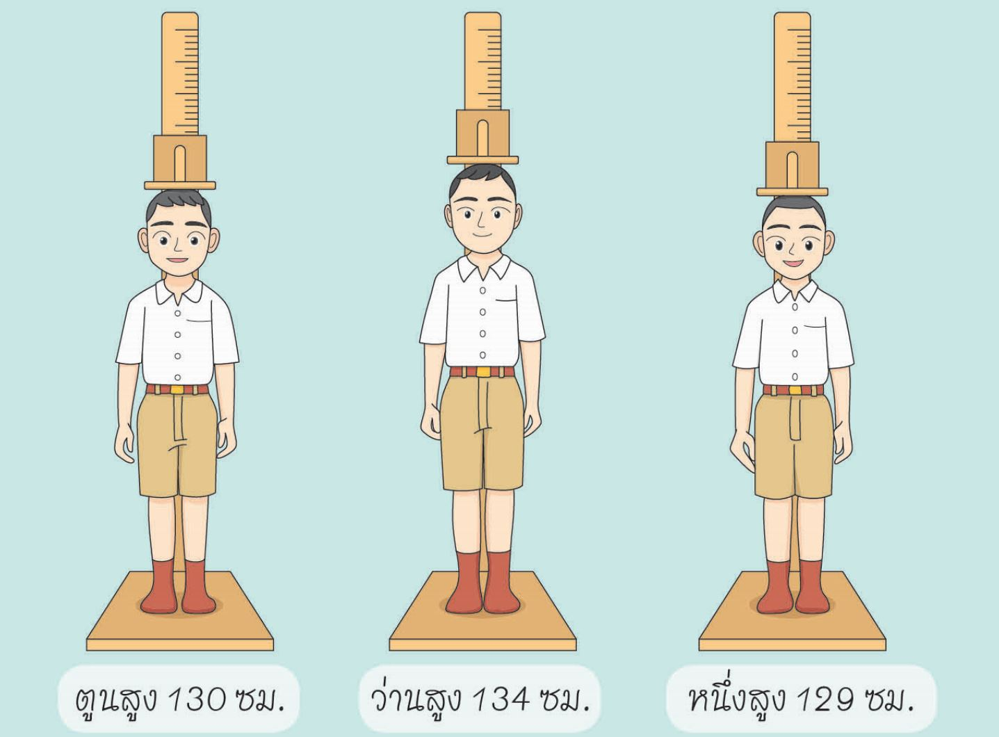 ตูนสูง 130 ซม.
ว่านสูง 134 ซม.
หนึ่งสูง 129 ซม.